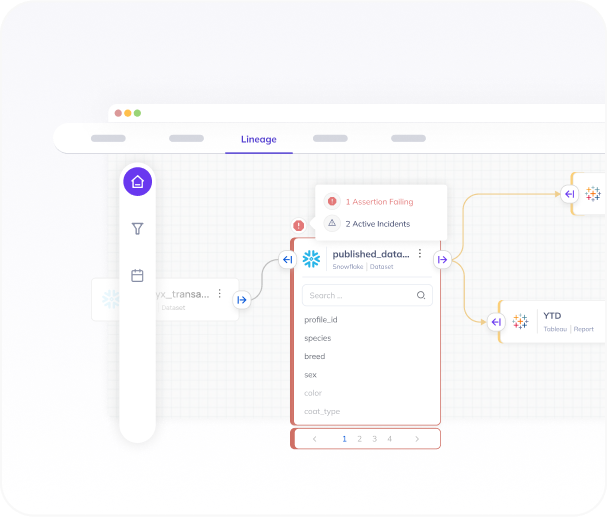 Lineage
1 Assertion Failing
2 Active Incidents
published_data...
Snowflake | Dataset
yx_transa...
Dataset
Search ...
profile_id
species
breed
sex
color
coat_type
1 2 3 4
YTD
Tableau | Report